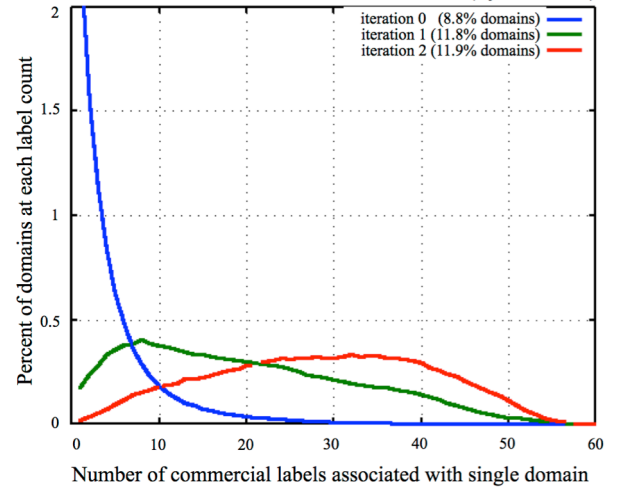 iteration 0 (8.8% domains)
iteration 1 (11.8% domains)
iteration 2 (11.9% domains)
Percent of domains at each label count
2
1.5
1
0.5
0
0 10 20 30 40 50 60
Number of commercial labels associated with single domain